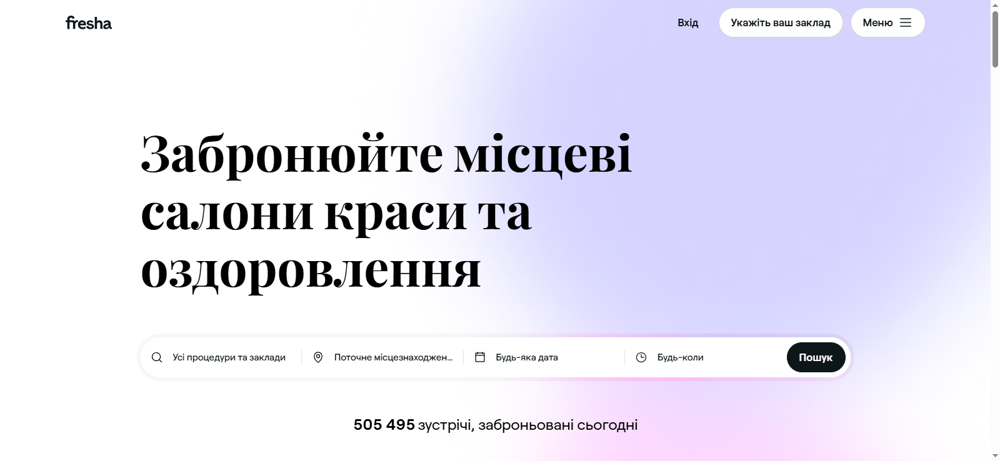 fresha
Вхід
Укажіть ваш заклад
Меню
Забронюйте місцеві
салони краси та
оздоровлення
Усі процедури та заклади
Поточне місцезнаходжен...
Будь-яка дата
Будь-коли
Пошук
505 495 зустрічі, заброньовані сьогодні